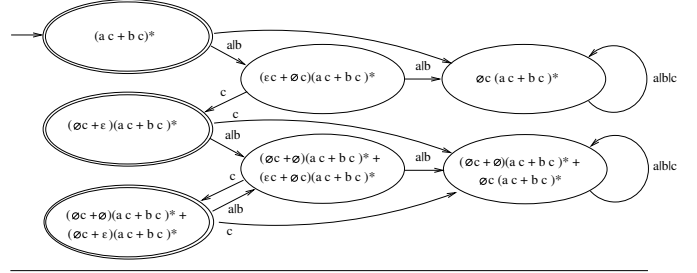 (a c + b c)*
a|b
(εc + ∅c)(a c + b c)*
∅c (a c + b c)*
a|b
a|b|c
c
(∅c + ε)(a c + b c)*
c
a|b
(∅c + ∅)(a c + b c)* +
(εc + ∅c)(a c + b c)*
a|b
(∅c + ∅)(a c + b c)* +
∅c (a c + b c)*
a|b|c
c
(∅c + ∅)(a c + b c)* +
(∅c + ε)(a c + b c)*
a|b
c